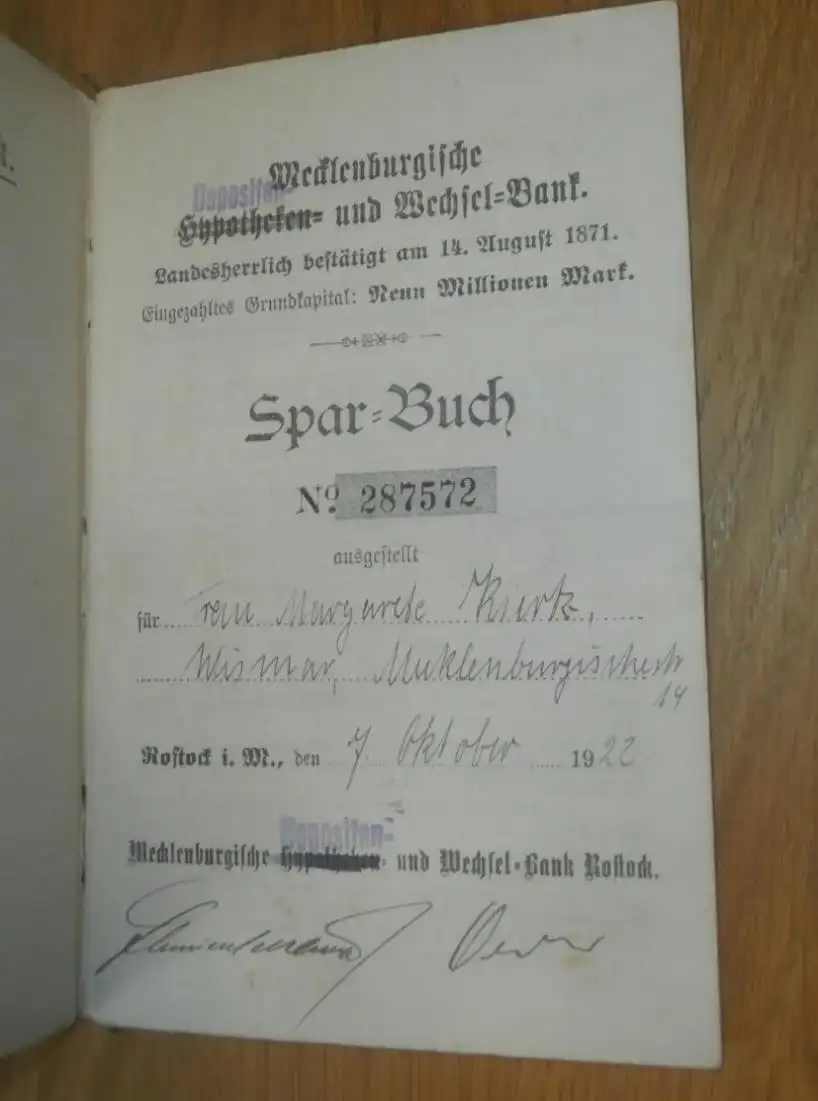 k.
Mecklenburgische
Depositen-
Hypotheken- und Wechsel-Bank.
Landesherrlich bestätigt am 14. August 1871.
Eingezahltes Grundkapital: Neun Millionen Mark.
Spar-Buch
No. 287572
ausgestellt
für Frau Margarete
Wismar,
14
Rostock i. M., den 7 Oktober 1922
Depositen-
Mecklenburgische Hypotheken- und Wechsel-Bank Rostock.